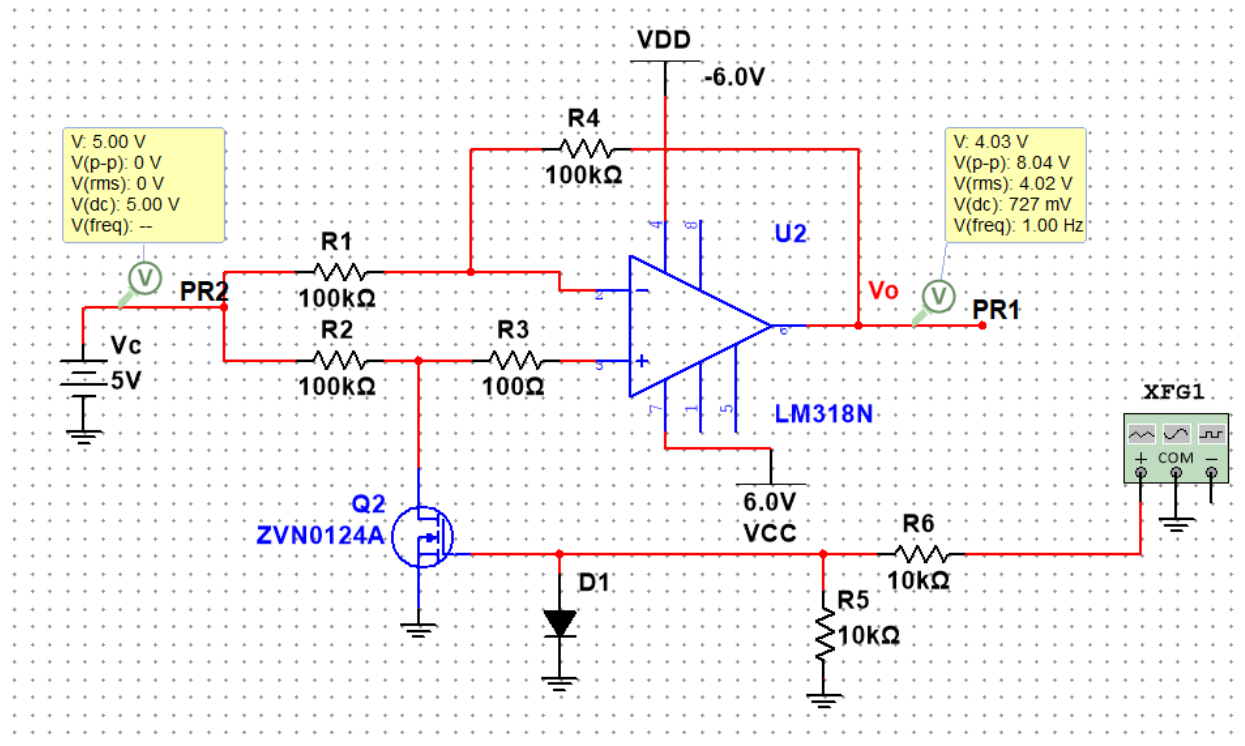 VDD
-6.0V
R4
100kΩ
V: 5.00 V
V(p-p): 0 V
V(rms): 0 V
V(dc): 5.00 V
V(freq): --
V: 4.03 V
V(p-p): 8.04 V
V(rms): 4.02 V
V(dc): 727 mV
V(freq): 1.00 Hz
4
8
U2
R1
100kΩ
V
PR2
2
Vo
V
PR1
6
R2
100kΩ
R3
100Ω
3
Vc
5V
7
1
5
LM318N
XFG1
+ COM −
6.0V
VCC
Q2
ZVN0124A
R6
10kΩ
D1
R5
10kΩ